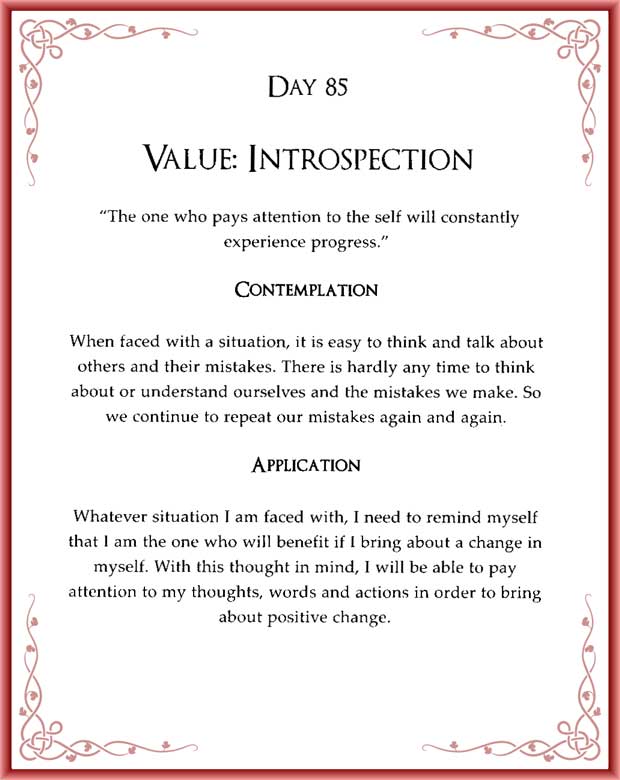 Day 85
Value: Introspection
“The one who pays attention to the self will constantly
experience progress.”
Contemplation
When faced with a situation, it is easy to think and talk about
others and their mistakes. There is hardly any time to think
about or understand ourselves and the mistakes we make. So
we continue to repeat our mistakes again and again.
Application
Whatever situation I am faced with, I need to remind myself
that I am the one who will benefit if I bring about a change in
myself. With this thought in mind, I will be able to pay
attention to my thoughts, words and actions in order to bring
about positive change.